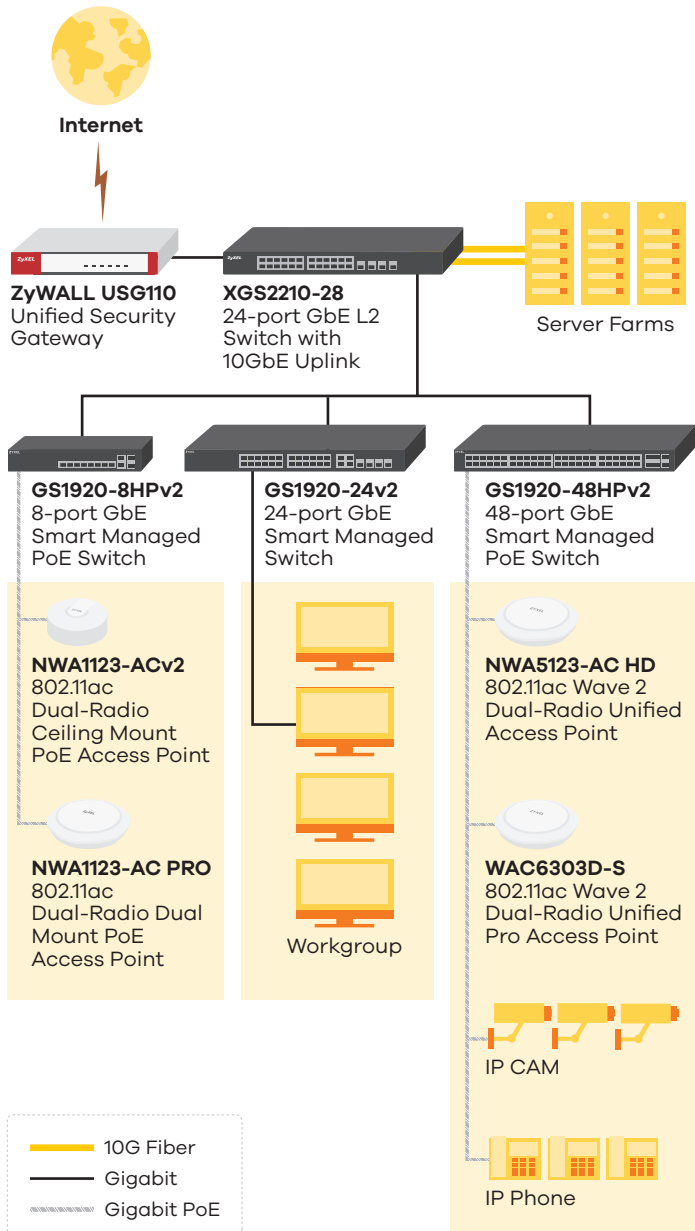 Internet
ZyXEL
ZyWALL USG110
Unified Security
Gateway
ZyXEL
XGS2210-28
24-port GbE L2
Switch with
10GbE Uplink
Server Farms
GS1920-8HPv2
8-port GbE
Smart Managed
PoE Switch
GS1920-24v2
24-port GbE
Smart Managed
Switch
GS1920-48HPv2
48-port GbE
Smart Managed
PoE Switch
NWA1123-ACv2
802.11ac
Dual-Radio
Ceiling Mount
PoE Access Point
NWA1123-AC PRO
802.11ac
Dual-Radio Dual
Mount PoE
Access Point
Workgroup
NWA5123-AC HD
802.11ac Wave 2
Dual-Radio Unified
Access Point
WAC6303D-S
802.11ac Wave 2
Dual-Radio Unified
Pro Access Point
IP CAM
IP Phone
10G Fiber
Gigabit
Gigabit PoE